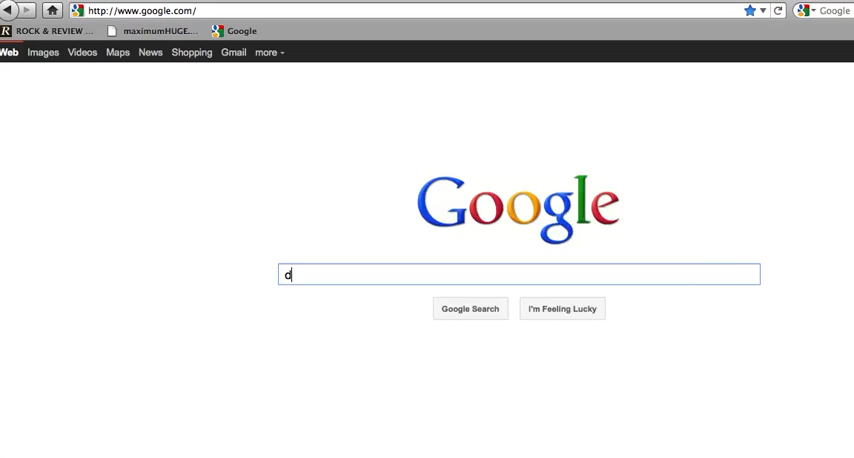 http://www.google.com/ Google
ROCK & REVIEW ... maximumHUGE.... Google
Web Images Videos Maps News Shopping Gmail more
Google
d
Google Search I'm Feeling Lucky